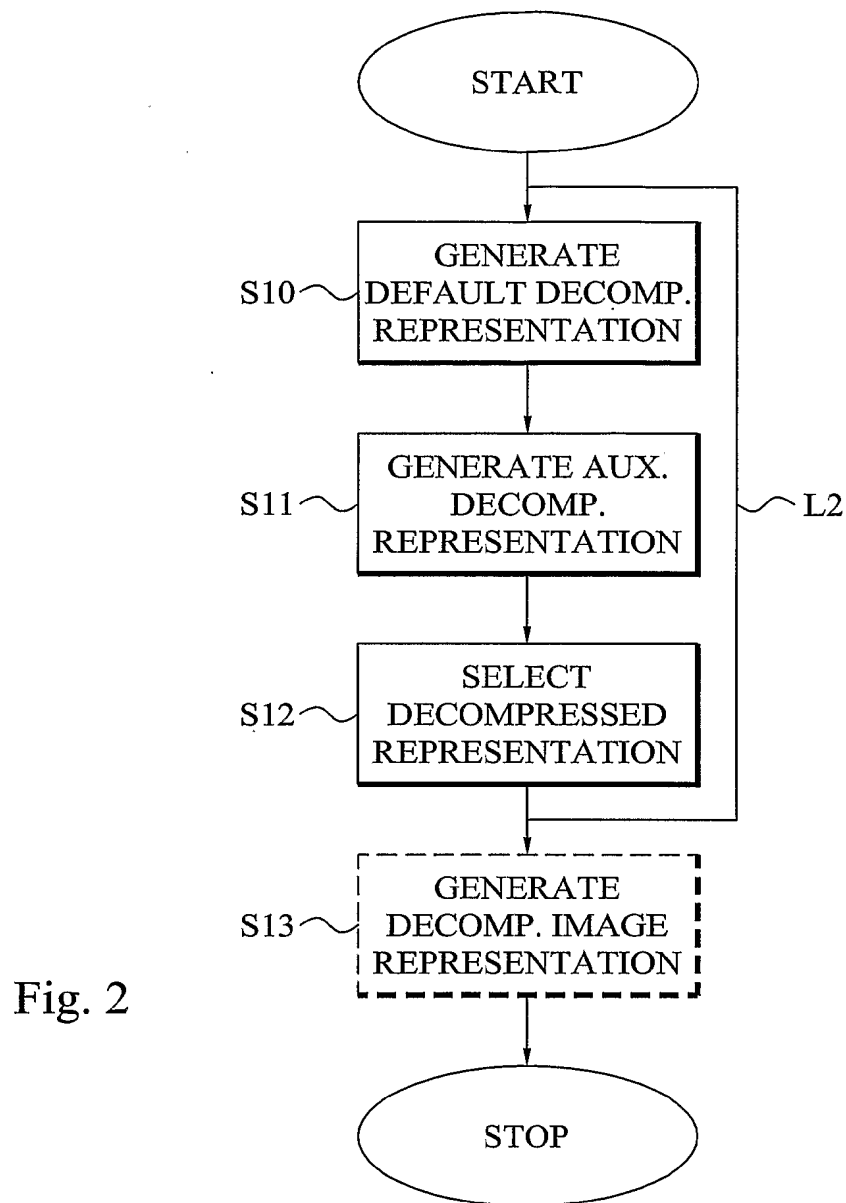 START
S10
GENERATE
DEFAULT DECOMP.
REPRESENTATION
S11
GENERATE AUX.
DECOMP.
REPRESENTATION
L2
S12
SELECT
DECOMPRESSED
REPRESENTATION
S13
GENERATE
DECOMP. IMAGE
REPRESENTATION
Fig. 2
STOP